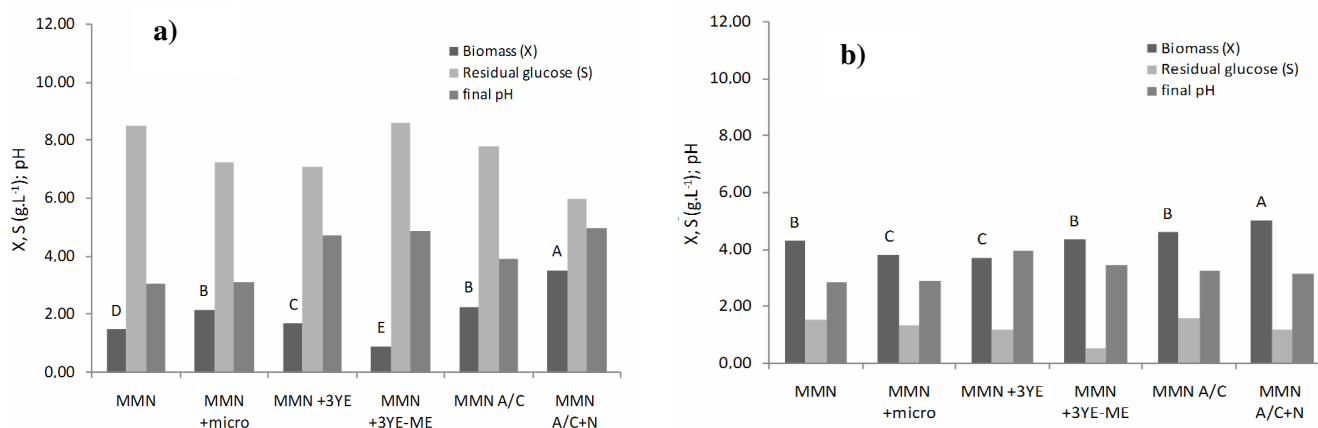 a)
12,00
10,00
8,00
6,00
4,00
2,00
0,00
X, S (g.L⁻¹); pH
Biomass (X)
Residual glucose (S)
final pH
D
B
C
E
B
A
MMN
MMN +micro
MMN +3YE
MMN +3YE-ME
MMN A/C
MMN A/C+N
b)
12,00
10,00
8,00
6,00
4,00
2,00
0,00
X, S (g.L⁻¹); pH
Biomass (X)
Residual glucose (S)
final pH
B
C
C
B
B
A
MMN
MMN +micro
MMN +3YE
MMN +3YE-ME
MMN A/C
MMN A/C+N